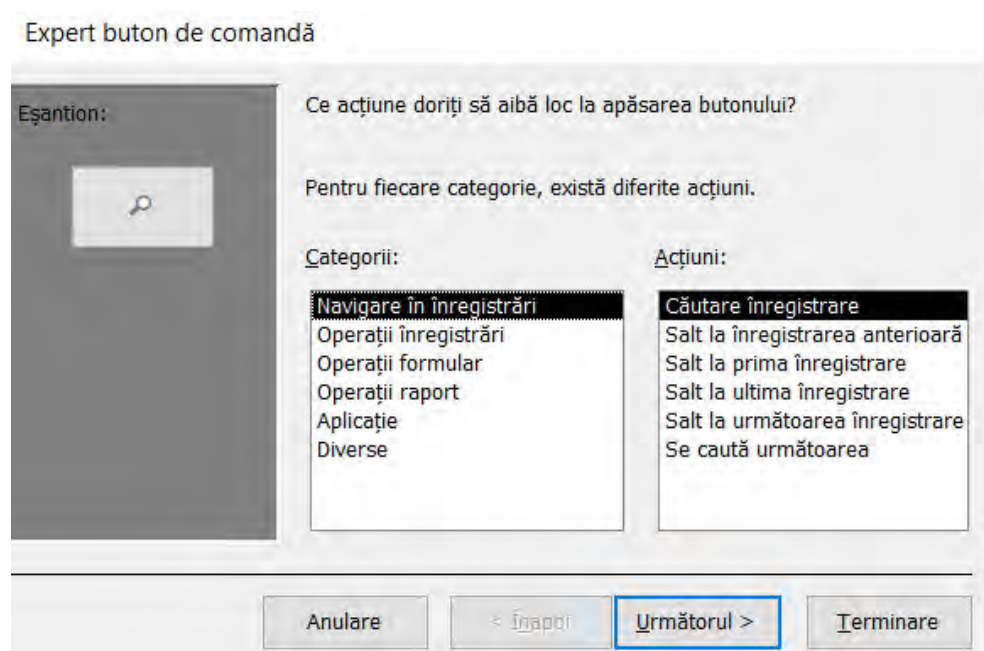 Expert buton de comandă
Eșantion:
Ce acțiune doriți să aibă loc la apăsarea butonului?
Pentru fiecare categorie, există diferite acțiuni.
Categorii:
Navigare în înregistrări
Operații înregistrări
Operații formular
Operații raport
Aplicație
Diverse
Acțiuni:
Căutare înregistrare
Salt la înregistrarea anterioară
Salt la prima înregistrare
Salt la ultima înregistrare
Salt la următoarea înregistrare
Se caută următoarea
Anulare
< Înapoi
Următorul >
Terminare